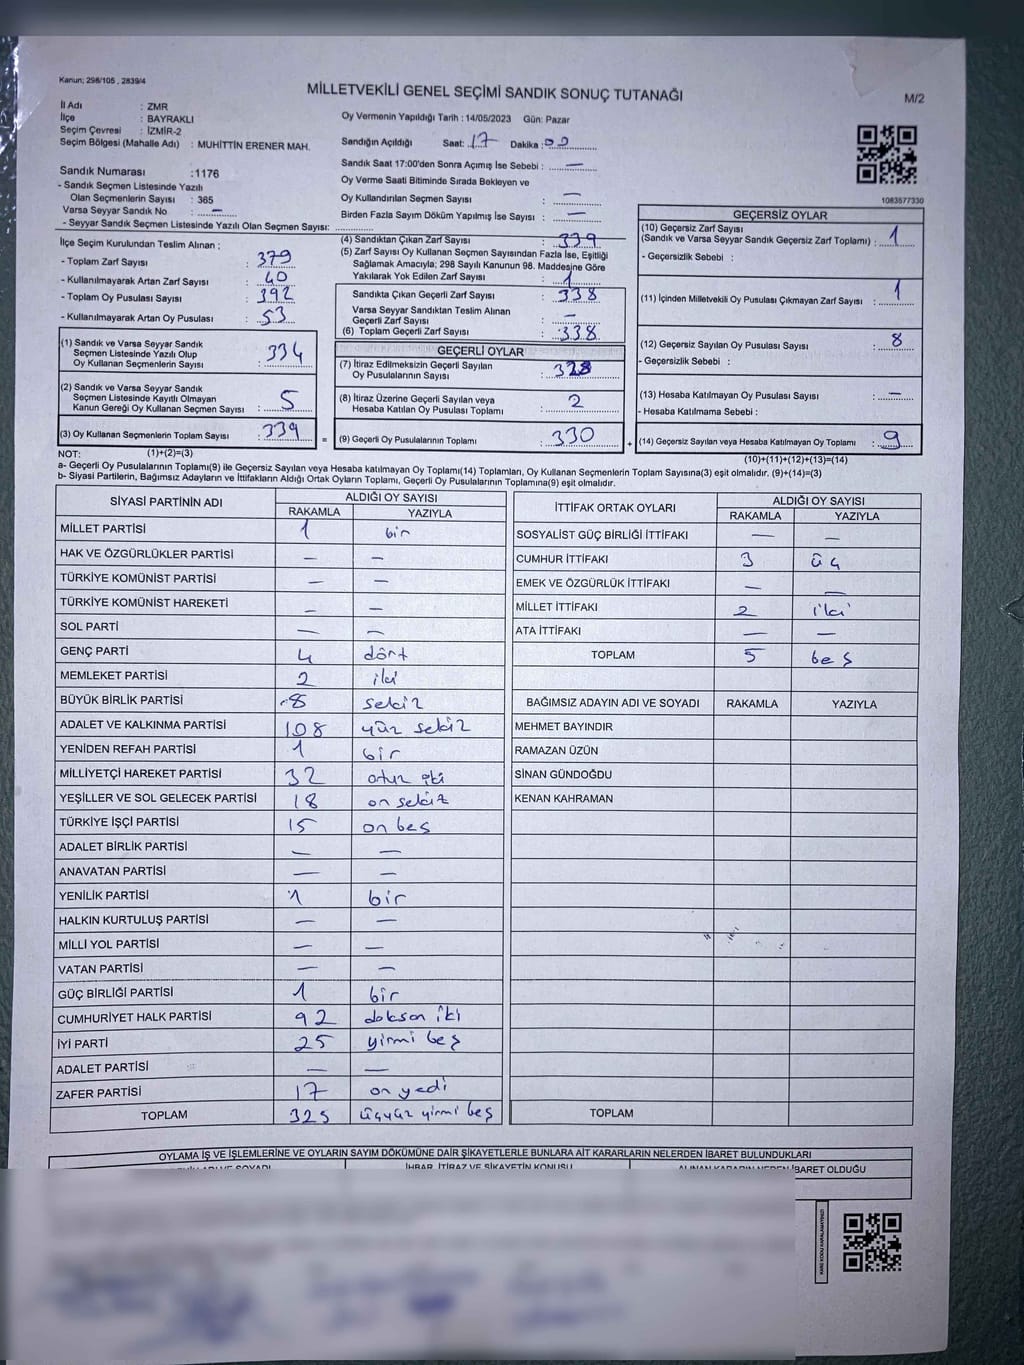 Kanun; 298/105 , 2839/4
MİLLETVEKİLİ GENEL SEÇİMİ SANDIK SONUÇ TUTANAĞI
M/2
İl Adı : ZMR
İlçe : BAYRAKLI
Seçim Çevresi : İZMİR-2
Seçim Bölgesi (Mahalle Adı) : MUHİTTİN ERENER MAH.
Sandık Numarası :1176
- Sandık Seçmen Listesinde Yazılı
Olan Seçmenlerin Sayısı : 365
Varsa Seyyar Sandık No : —
- Seyyar Sandık Seçmen Listesinde Yazılı Olan Seçmen Sayısı:
Oy Vermenin Yapıldığı Tarih : 14/05/2023 Gün: Pazar
Sandığın Açıldığı Saat: 17 Dakika : 00
Sandık Saat 17:00'den Sonra Açımış İse Sebebi : —
Oy Verme Saati Bitiminde Sırada Bekleyen ve
Oy Kullandırılan Seçmen Sayısı : —
Birden Fazla Sayım Döküm Yapılmış İse Sayısı : —
1083577330
İlçe Seçim Kurulundan Teslim Alınan ;
- Toplam Zarf Sayısı : 379
- Kullanılmayarak Artan Zarf Sayısı : 40
- Toplam Oy Pusulası Sayısı : 392
- Kullanılmayarak Artan Oy Pusulası : 53
(4) Sandıktan Çıkan Zarf Sayısı : 339
(5) Zarf Sayısı Oy Kullanan Seçmen Sayısından Fazla İse, Eşitliği
Sağlamak Amacıyla; 298 Sayılı Kanunun 98. Maddesine Göre
Yakılarak Yok Edilen Zarf Sayısı : 1
Sandıkta Çıkan Geçerli Zarf Sayısı : 338
Varsa Seyyar Sandıktan Teslim Alınan
Geçerli Zarf Sayısı : —
(6) Toplam Geçerli Zarf Sayısı : 338
GEÇERSİZ OYLAR
(10) Geçersiz Zarf Sayısı
(Sandık ve Varsa Seyyar Sandık Geçersiz Zarf Toplamı) : 1
- Geçersizlik Sebebi :
(11) İçinden Milletvekili Oy Pusulası Çıkmayan Zarf Sayısı : 1
(12) Geçersiz Sayılan Oy Pusulası Sayısı : 8
- Geçersizlik Sebebi :
(13) Hesaba Katılmayan Oy Pusulası Sayısı : —
- Hesaba Katılmama Sebebi :
(1) Sandık ve Varsa Seyyar Sandık
Seçmen Listesinde Yazılı Olup
Oy Kullanan Seçmenlerin Sayısı : 334
(2) Sandık ve Varsa Seyyar Sandık
Seçmen Listesinde Kayıtlı Olmayan
Kanun Gereği Oy Kullanan Seçmen Sayısı : 5
GEÇERLİ OYLAR
(7) İtiraz Edilmeksizin Geçerli Sayılan
Oy Pusulalarının Sayısı : 328
(8) İtiraz Üzerine Geçerli Sayılan veya
Hesaba Katılan Oy Pusulası Toplamı : 2
(3) Oy Kullanan Seçmenlerin Toplam Sayısı : 339 = (9) Geçerli Oy Pusulalarının Toplamı : 330 + (14) Geçersiz Sayılan veya Hesaba Katılmayan Oy Toplamı : 9
NOT: (1)+(2)=(3) (10)+(11)+(12)+(13)=(14)
a- Geçerli Oy Pusulalarının Toplamı(9) ile Geçersiz Sayılan veya Hesaba katılmayan Oy Toplamı(14) Toplamları, Oy Kullanan Seçmenlerin Toplam Sayısına(3) eşit olmalıdır. (9)+(14)=(3)
b- Siyasi Partilerin, Bağımsız Adayların ve İttifakların Aldığı Ortak Oyların Toplamı, Geçerli Oy Pusulalarının Toplamına(9) eşit olmalıdır.
SİYASİ PARTİNİN ADI ALDIĞI OY SAYISI
RAKAMLA YAZIYLA
MİLLET PARTİSİ 1 bir
HAK VE ÖZGÜRLÜKLER PARTİSİ — —
TÜRKİYE KOMÜNİST PARTİSİ — —
TÜRKİYE KOMÜNİST HAREKETİ — —
SOL PARTİ — —
GENÇ PARTİ 4 dört
MEMLEKET PARTİSİ 2 iki
BÜYÜK BİRLİK PARTİSİ 8 sekiz
ADALET VE KALKINMA PARTİSİ 108 yüz sekiz
YENİDEN REFAH PARTİSİ 1 bir
MİLLİYETÇİ HAREKET PARTİSİ 32 otuz iki
YEŞİLLER VE SOL GELECEK PARTİSİ 18 on sekiz
TÜRKİYE İŞÇİ PARTİSİ 15 on beş
ADALET BİRLİK PARTİSİ — —
ANAVATAN PARTİSİ — —
YENİLİK PARTİSİ 1 bir
HALKIN KURTULUŞ PARTİSİ — —
MİLLİ YOL PARTİSİ — —
VATAN PARTİSİ — —
GÜÇ BİRLİĞİ PARTİSİ 1 bir
CUMHURİYET HALK PARTİSİ 92 doksan iki
İYİ PARTİ 25 yirmi beş
ADALET PARTİSİ — —
ZAFER PARTİSİ 17 on yedi
TOPLAM 325 üçyüz yirmi beş
İTTİFAK ORTAK OYLARI ALDIĞI OY SAYISI
RAKAMLA YAZIYLA
SOSYALİST GÜÇ BİRLİĞİ İTTİFAKI — —
CUMHUR İTTİFAKI 3 üç
EMEK VE ÖZGÜRLÜK İTTİFAKI — —
MİLLET İTTİFAKI 2 iki
ATA İTTİFAKI — —
TOPLAM 5 beş
BAĞIMSIZ ADAYIN ADI VE SOYADI RAKAMLA YAZIYLA
MEHMET BAYINDIR
RAMAZAN ÜZÜN
SİNAN GÜNDOĞDU
KENAN KAHRAMAN
TOPLAM
OYLAMA İŞ VE İŞLEMLERİNE VE OYLARIN SAYIM DÖKÜMÜNE DAİR ŞİKAYETLERLE BUNLARA AİT KARARLARIN NELERDEN İBARET BULUNDUKLARI
İHBAR, İTİRAZ VE ŞİKAYETİN KONUSU
İBARET OLDUĞU